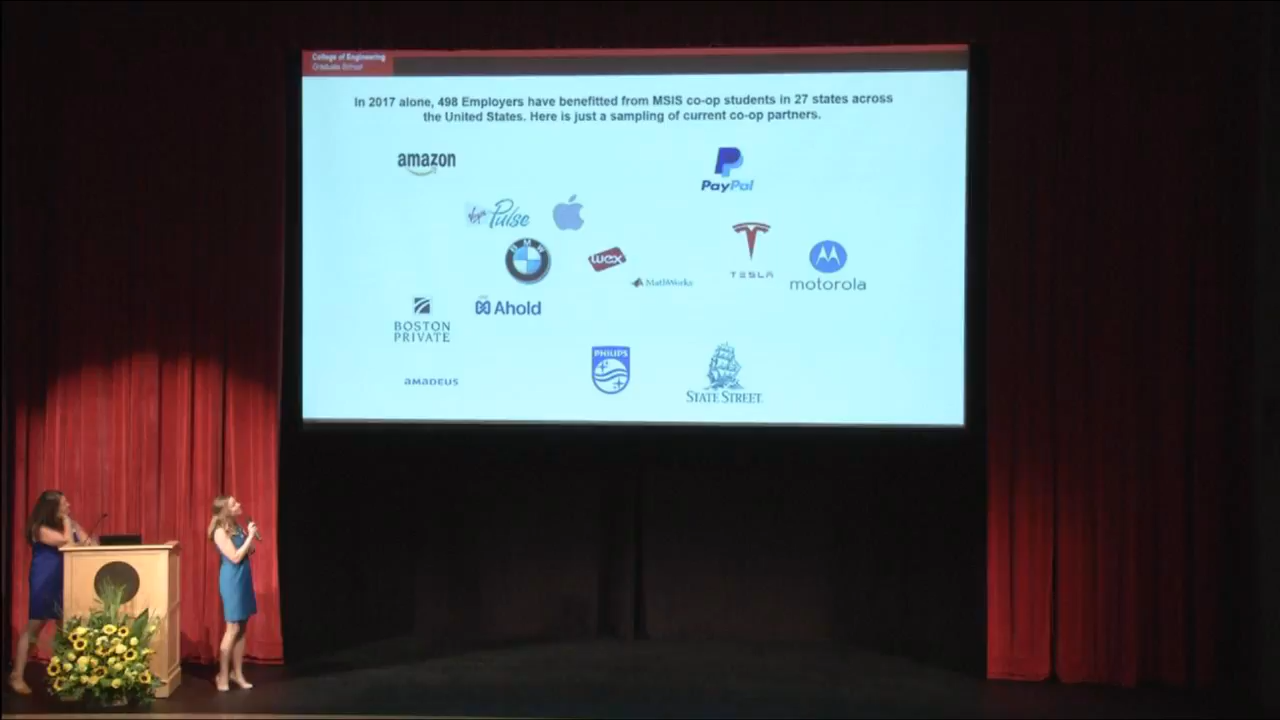 College of Engineering
Graduate School
In 2017 alone, 498 Employers have benefitted from MSIS co-op students in 27 states across
the United States. Here is just a sampling of current co-op partners.
amazon
PayPal
Virgin Pulse
BMW
wex
TESLA
motorola
MathWorks
Ahold
BOSTON
PRIVATE
PHILIPS
STATE STREET
amadeus